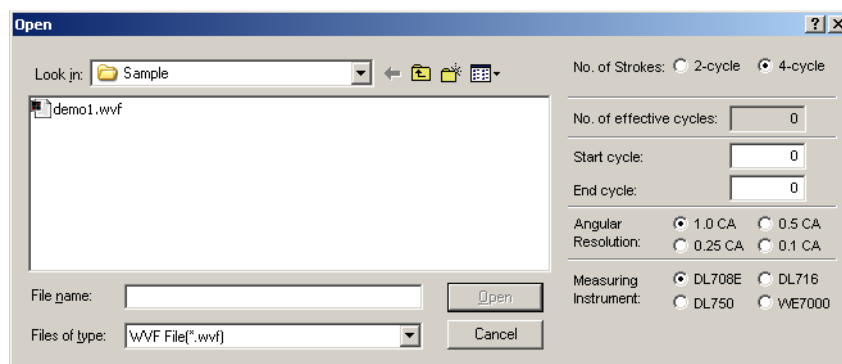 Open
Look in: Sample
demo1.wvf
File name:
Open
Files of type: WVF File(*.wvf)
Cancel
No. of Strokes: 2-cycle 4-cycle
No. of effective cycles: 0
Start cycle: 0
End cycle: 0
Angular Resolution: 1.0 CA 0.5 CA
0.25 CA 0.1 CA
Measuring Instrument: DL708E DL716
DL750 WE7000